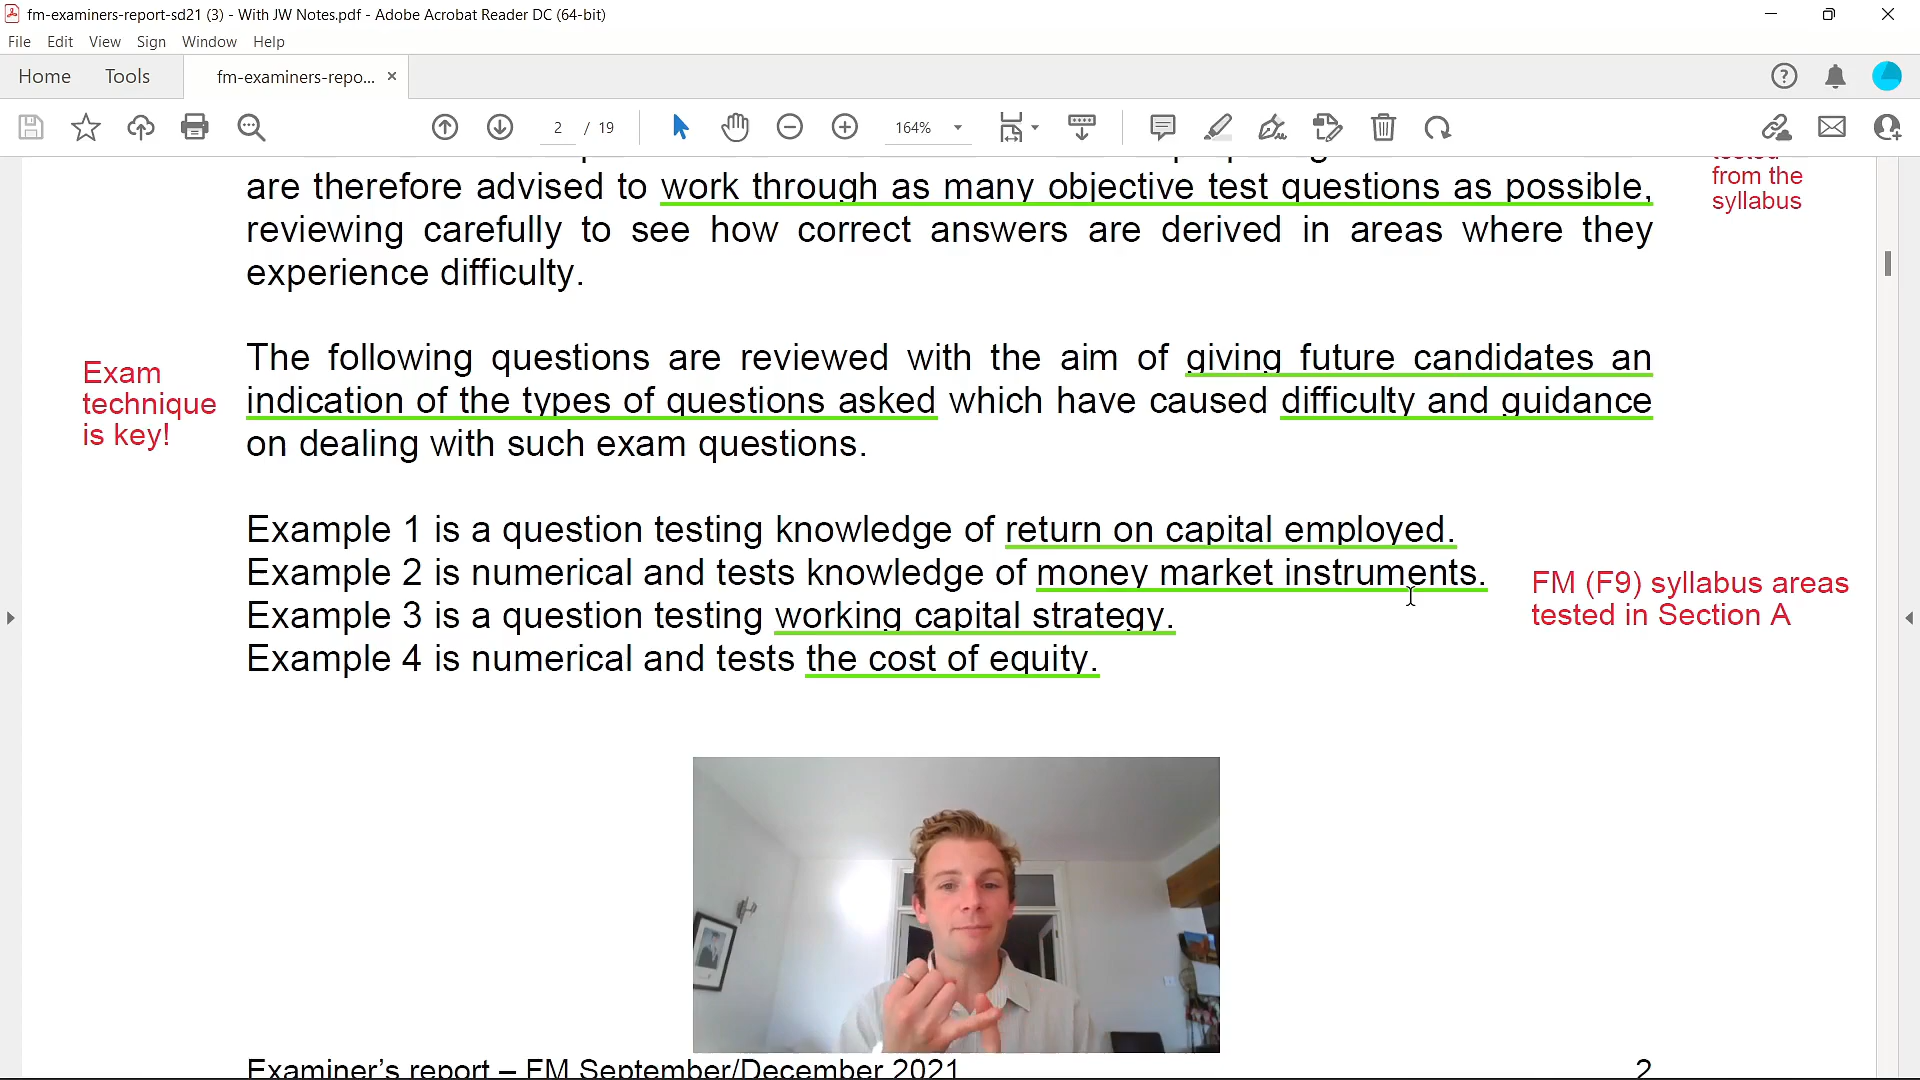 fm-examiners-report-sd21 (3) - With JW Notes.pdf - Adobe Acrobat Reader DC (64-bit)
File Edit View Sign Window Help
Home Tools fm-examiners-repo... ×
2 / 19 164%
are therefore advised to work through as many objective test questions as possible,
reviewing carefully to see how correct answers are derived in areas where they
experience difficulty.
from the
syllabus
The following questions are reviewed with the aim of giving future candidates an
indication of the types of questions asked which have caused difficulty and guidance
on dealing with such exam questions.
Exam
technique
is key!
Example 1 is a question testing knowledge of return on capital employed.
Example 2 is numerical and tests knowledge of money market instruments.
Example 3 is a question testing working capital strategy.
Example 4 is numerical and tests the cost of equity.
FM (F9) syllabus areas
tested in Section A
Examiner's report – FM September/December 2021
2